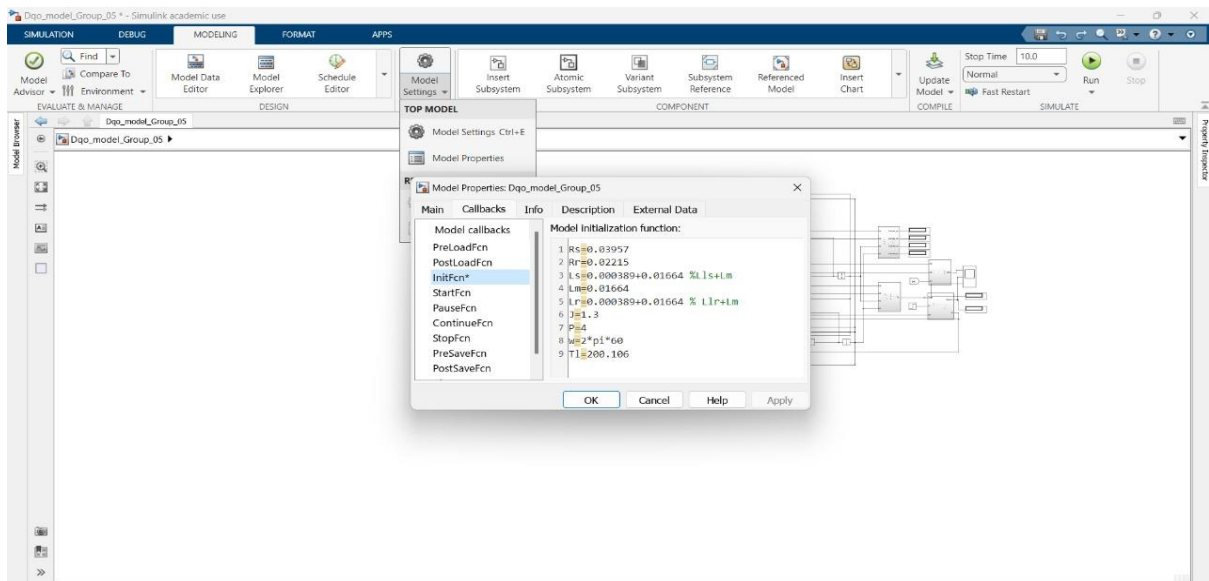 Dqo_model_Group_05 * - Simulink academic use
SIMULATION DEBUG MODELING FORMAT APPS
Find
Compare To
Environment
Model Advisor
Model Data Editor
Model Explorer
Schedule Editor
Model Settings
Insert Subsystem
Atomic Subsystem
Variant Subsystem
Subsystem Reference
Referenced Model
Insert Chart
Update Model
Stop Time 10.0
Normal
Fast Restart
Run
Stop
EVALUATE & MANAGE DESIGN COMPONENT COMPILE SIMULATE
TOP MODEL
Model Settings Ctrl+E
Model Properties
Model Browser
Dqo_model_Group_05
Dqo_model_Group_05
Property Inspector
Model Properties: Dqo_model_Group_05
Main Callbacks Info Description External Data
Model callbacks
PreLoadFcn
PostLoadFcn
InitFcn*
StartFcn
PauseFcn
ContinueFcn
StopFcn
PreSaveFcn
PostSaveFcn
Model initialization function:
1 Rs=0.03957
2 Rr=0.02215
3 Ls=0.000389+0.01664 %Lls+Lm
4 Lm=0.01664
5 Lr=0.000389+0.01664 % Llr+Lm
6 J=1.3
7 P=4
8 w=2*pi*60
9 Tl=200.106
OK Cancel Help Apply